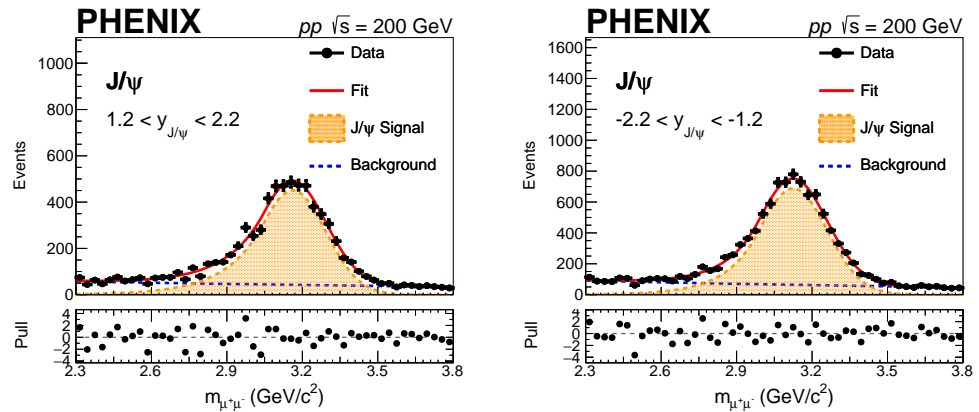 PHENIX
pp √s = 200 GeV
1000
800
600
400
200
0
Events
J/ψ
1.2 < y_{J/ψ} < 2.2
Data
Fit
J/ψ Signal
Background
4
2
0
−2
−4
Pull
2.3 2.6 2.9 3.2 3.5 3.8
m_{μ⁺μ⁻} (GeV/c²)
PHENIX
pp √s = 200 GeV
1600
1400
1200
1000
800
600
400
200
0
Events
J/ψ
-2.2 < y_{J/ψ} < -1.2
Data
Fit
J/ψ Signal
Background
4
2
0
−2
−4
Pull
2.3 2.6 2.9 3.2 3.5 3.8
m_{μ⁺μ⁻} (GeV/c²)